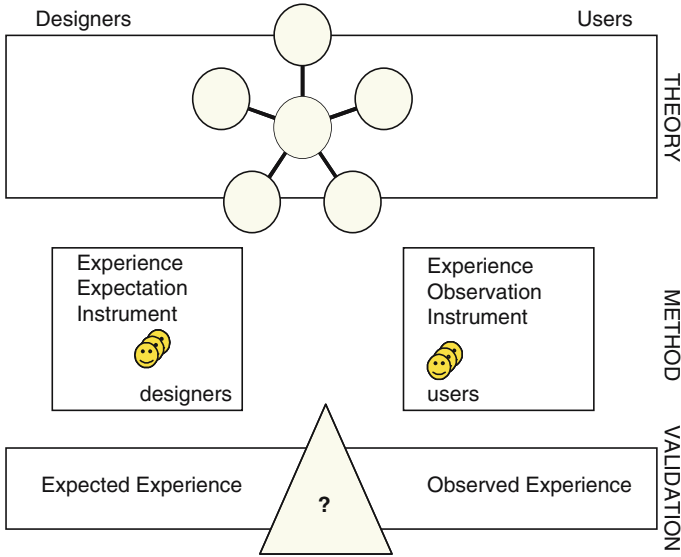 Designers
Users
THEORY
Experience
Expectation
Instrument
designers
Experience
Observation
Instrument
users
METHOD
Expected Experience
?
Observed Experience
VALIDATION